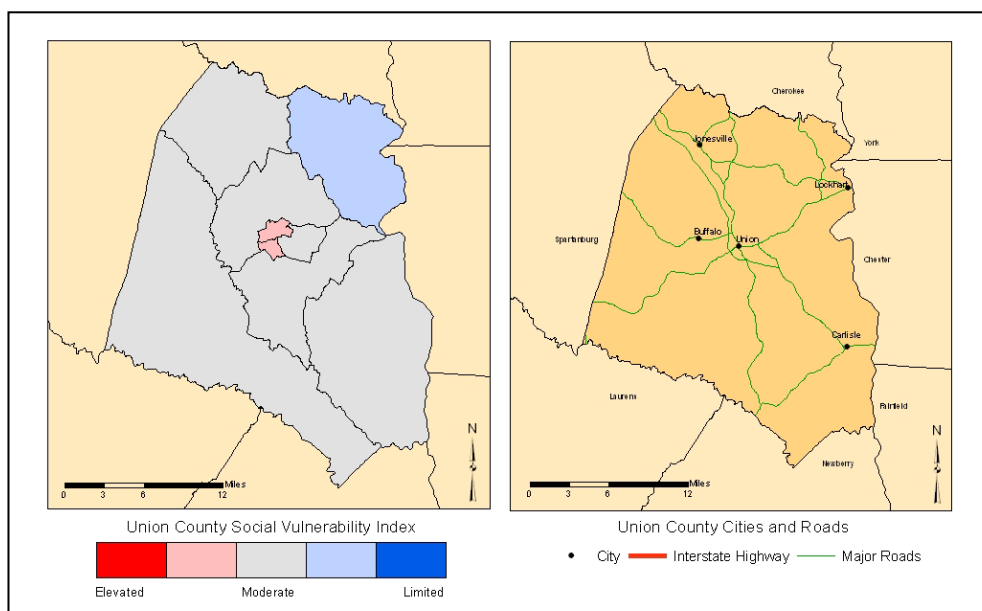 N
Miles
0 3 6 12
Union County Social Vulnerability Index
Elevated Moderate Limited
Cherokee
Jonesville
York
Lockhart
Spartanburg
Buffalo
Union
Chester
Carlisle
Laurens
Fairfield
Newberry
N
Miles
0 3 6 12
Union County Cities and Roads
City Interstate Highway Major Roads